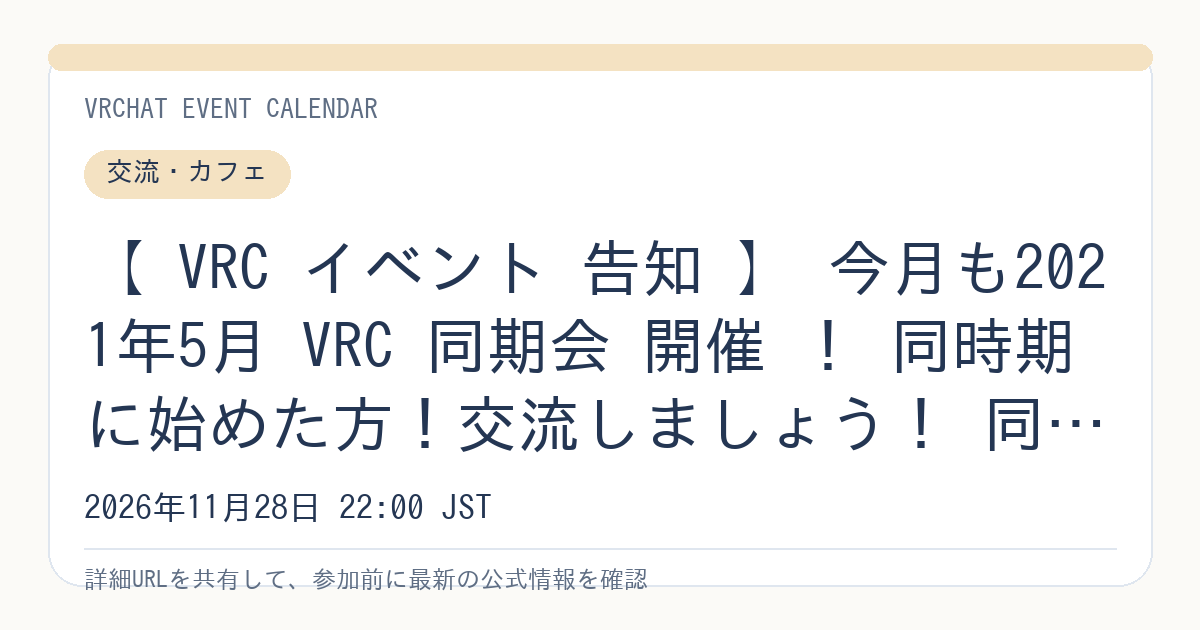 VRCHAT EVENT CALENDAR
交流・カフェ
【 VRC イベント 告知 】 今月も202
1年5月 VRC 同期会 開催 ！ 同時期
に始めた方！交流しましょう！ 同…
2026年11月28日 22:00 JST
詳細URLを共有して、参加前に最新の公式情報を確認